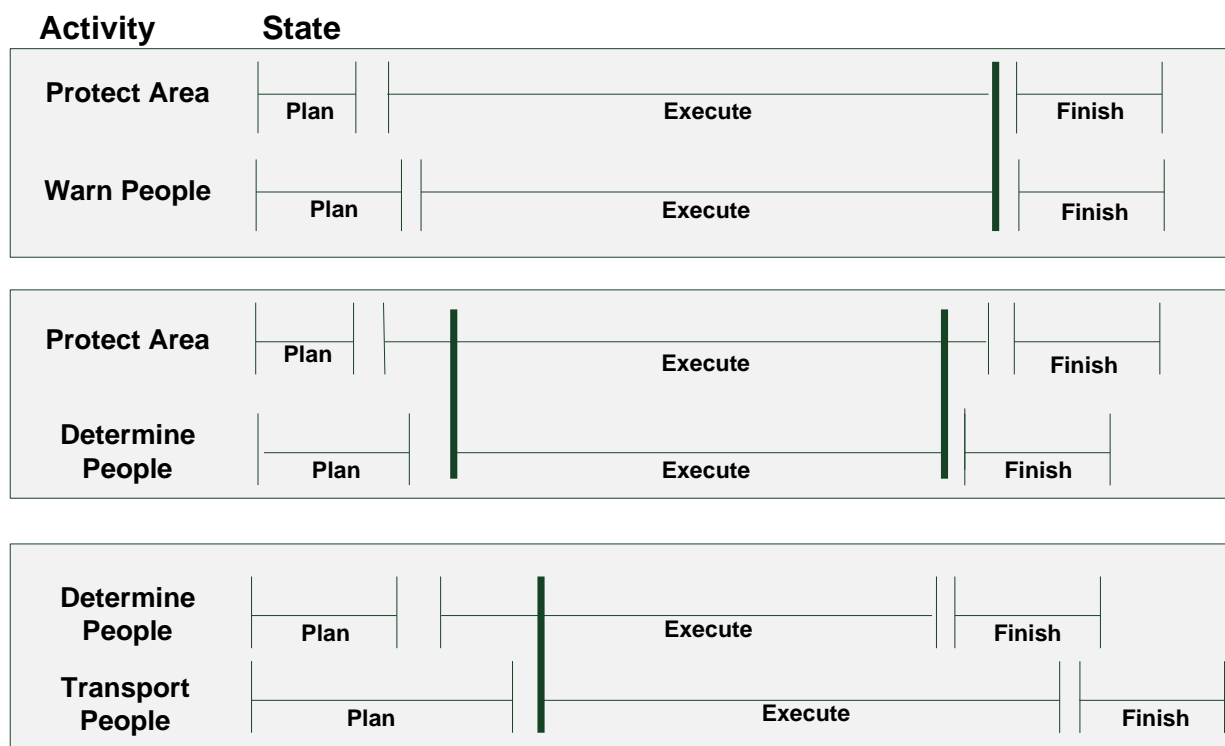 Activity State
Protect Area
Plan Execute Finish
Warn People
Plan Execute Finish
Protect Area
Plan Execute Finish
Determine
People
Plan Execute Finish
Determine
People
Plan Execute Finish
Transport
People
Plan Execute Finish